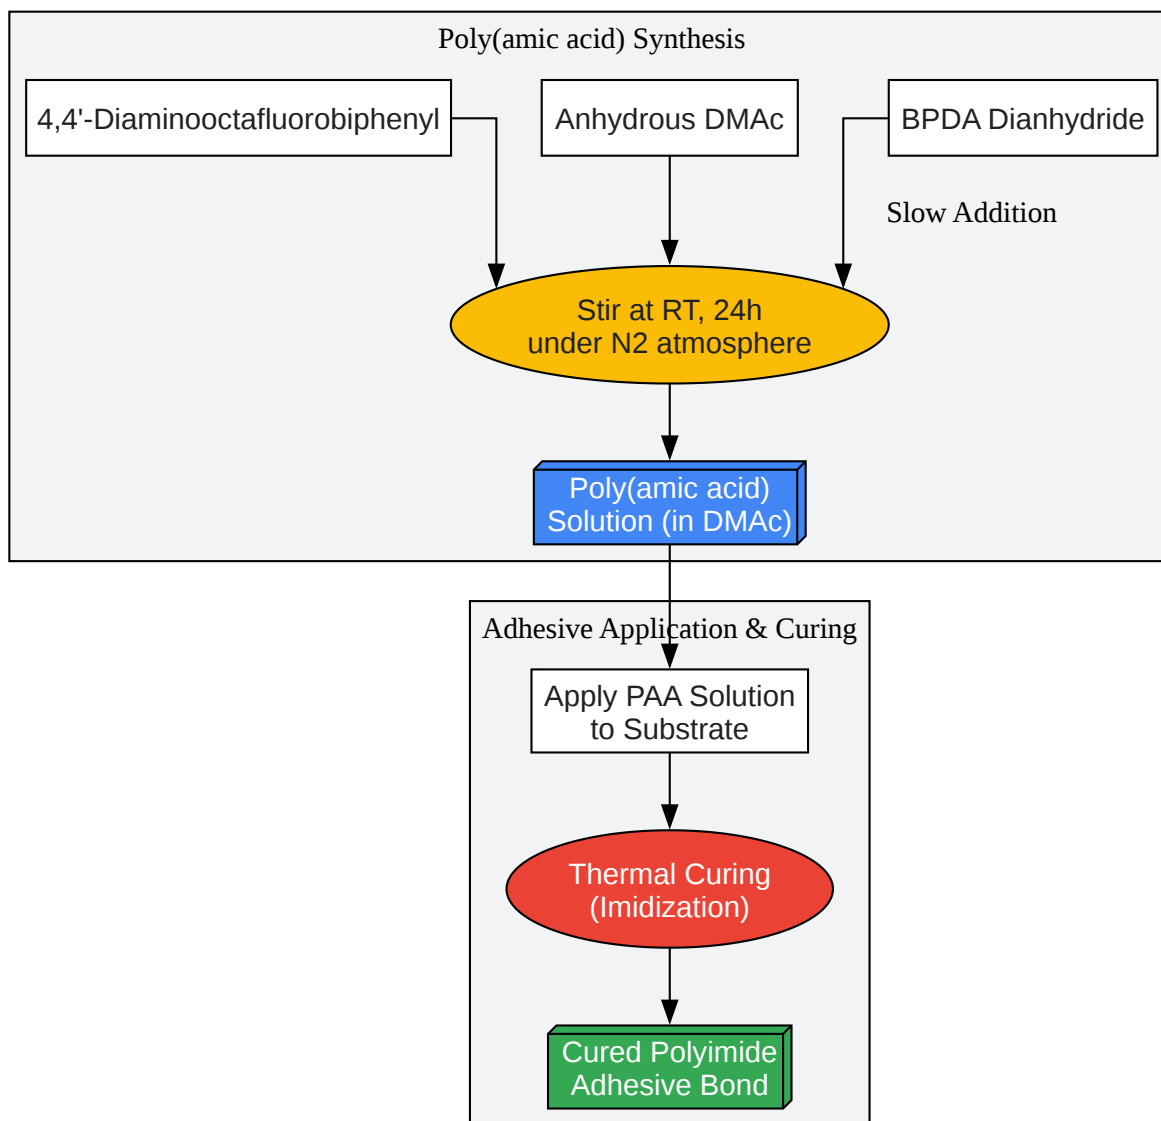 Poly(amic acid) Synthesis
4,4'-Diaminooctafluorobiphenyl
Anhydrous DMAc
BPDA Dianhydride
Slow Addition
Stir at RT, 24h
under N2 atmosphere
Poly(amic acid)
Solution (in DMAc)
Adhesive Application & Curing
Apply PAA Solution
to Substrate
Thermal Curing
(Imidization)
Cured Polyimide
Adhesive Bond